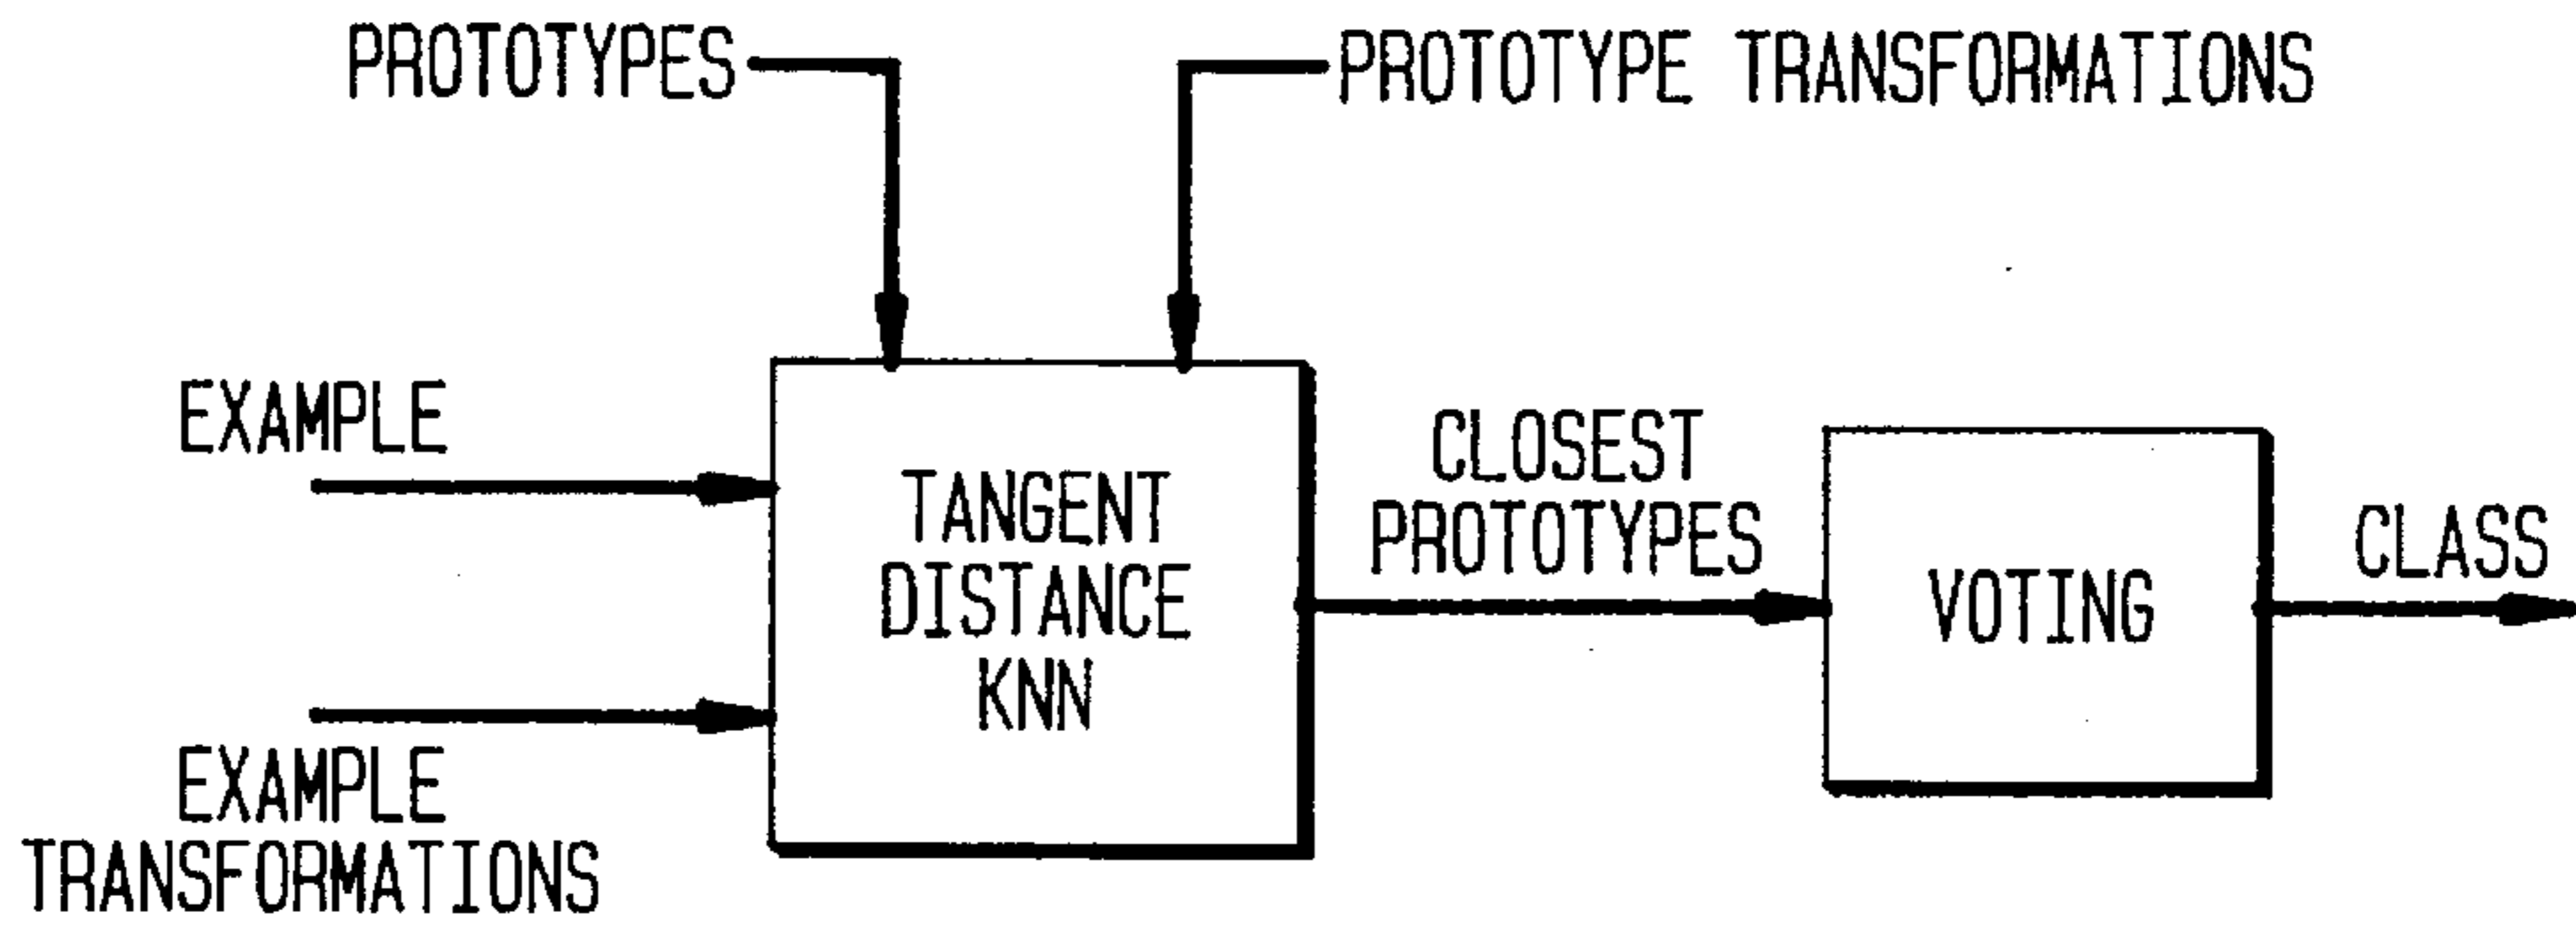 PROTOTYPES
PROTOTYPE TRANSFORMATIONS
EXAMPLE
EXAMPLE
TRANSFORMATIONS
TANGENT
DISTANCE
KNN
CLOSEST
PROTOTYPES
VOTING
CLASS